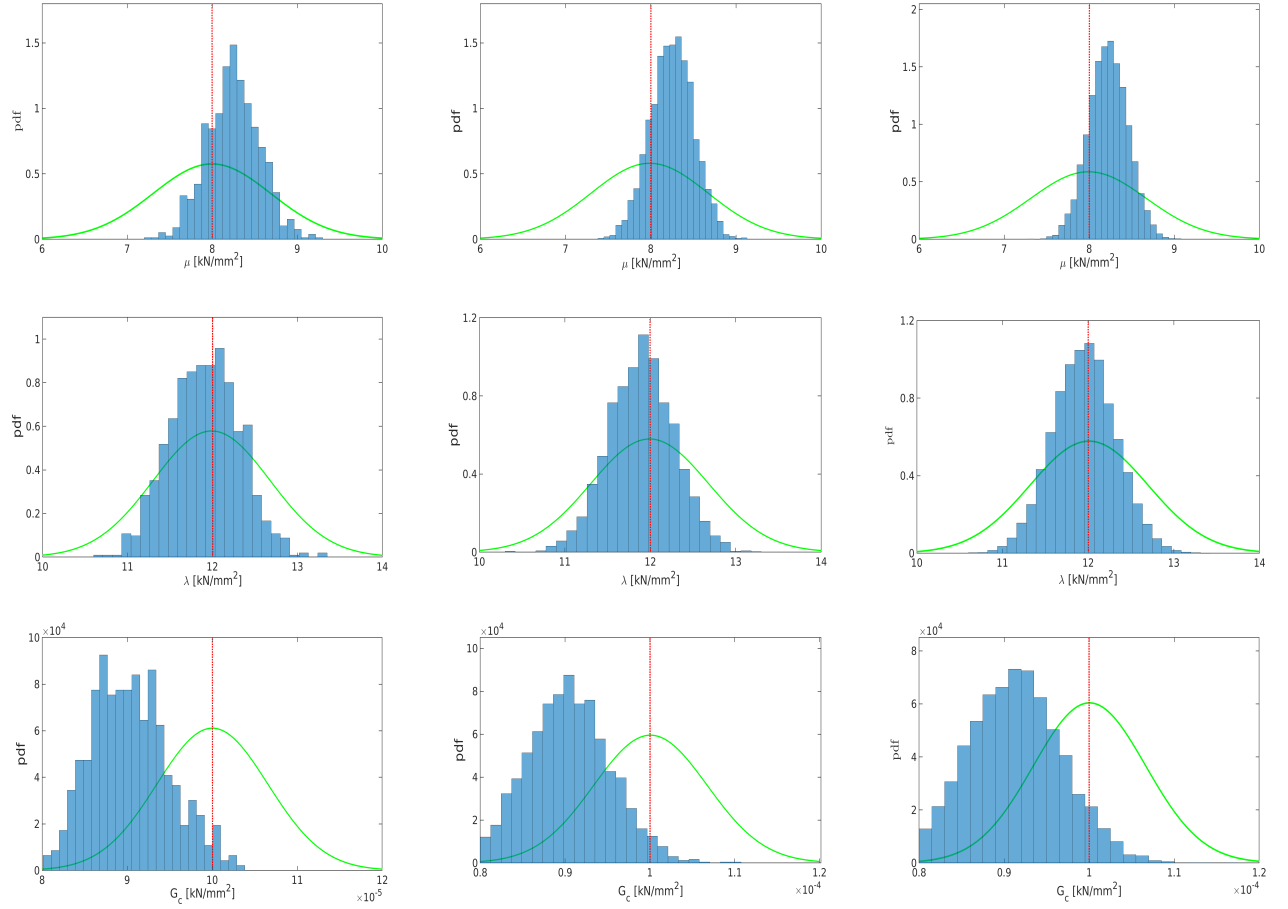 1.5
1
0.5
0
pdf
6 7 8 9 10
μ [kN/mm²]
1.5
1
0.5
0
pdf
6 7 8 9 10
μ [kN/mm²]
2
1.5
1
0.5
0
pdf
6 7 8 9 10
μ [kN/mm²]
1
0.8
0.6
0.4
0.2
0
pdf
10 11 12 13 14
λ [kN/mm²]
1.2
0.8
0.4
0
pdf
10 11 12 13 14
λ [kN/mm²]
1.2
0.8
0.4
0
pdf
10 11 12 13 14
λ [kN/mm²]
×10⁴
10
8
6
4
2
0
pdf
8 9 10 11 12
G_c [kN/mm²]
×10⁻⁵
×10⁴
10
8
6
4
2
0
pdf
0.8 0.9 1 1.1 1.2
G_c [kN/mm²]
×10⁻⁴
×10⁴
8
6
4
2
0
pdf
0.8 0.9 1 1.1 1.2
G_c [kN/mm²]
×10⁻⁴